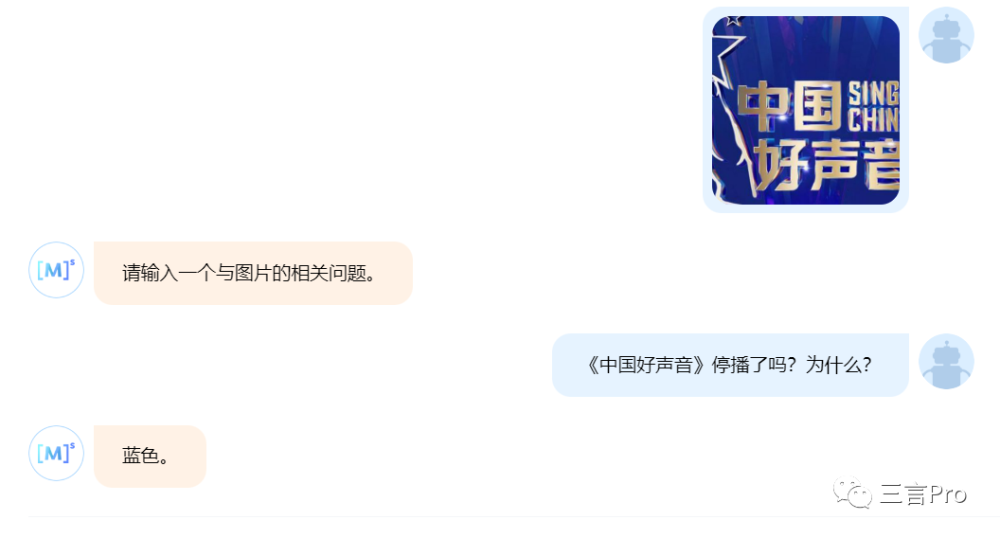 中国
SING
CHIN
好声音
[M]s
请输入一个与图片的相关问题。
《中国好声音》停播了吗？为什么？
[M]s
蓝色。
三言Pro